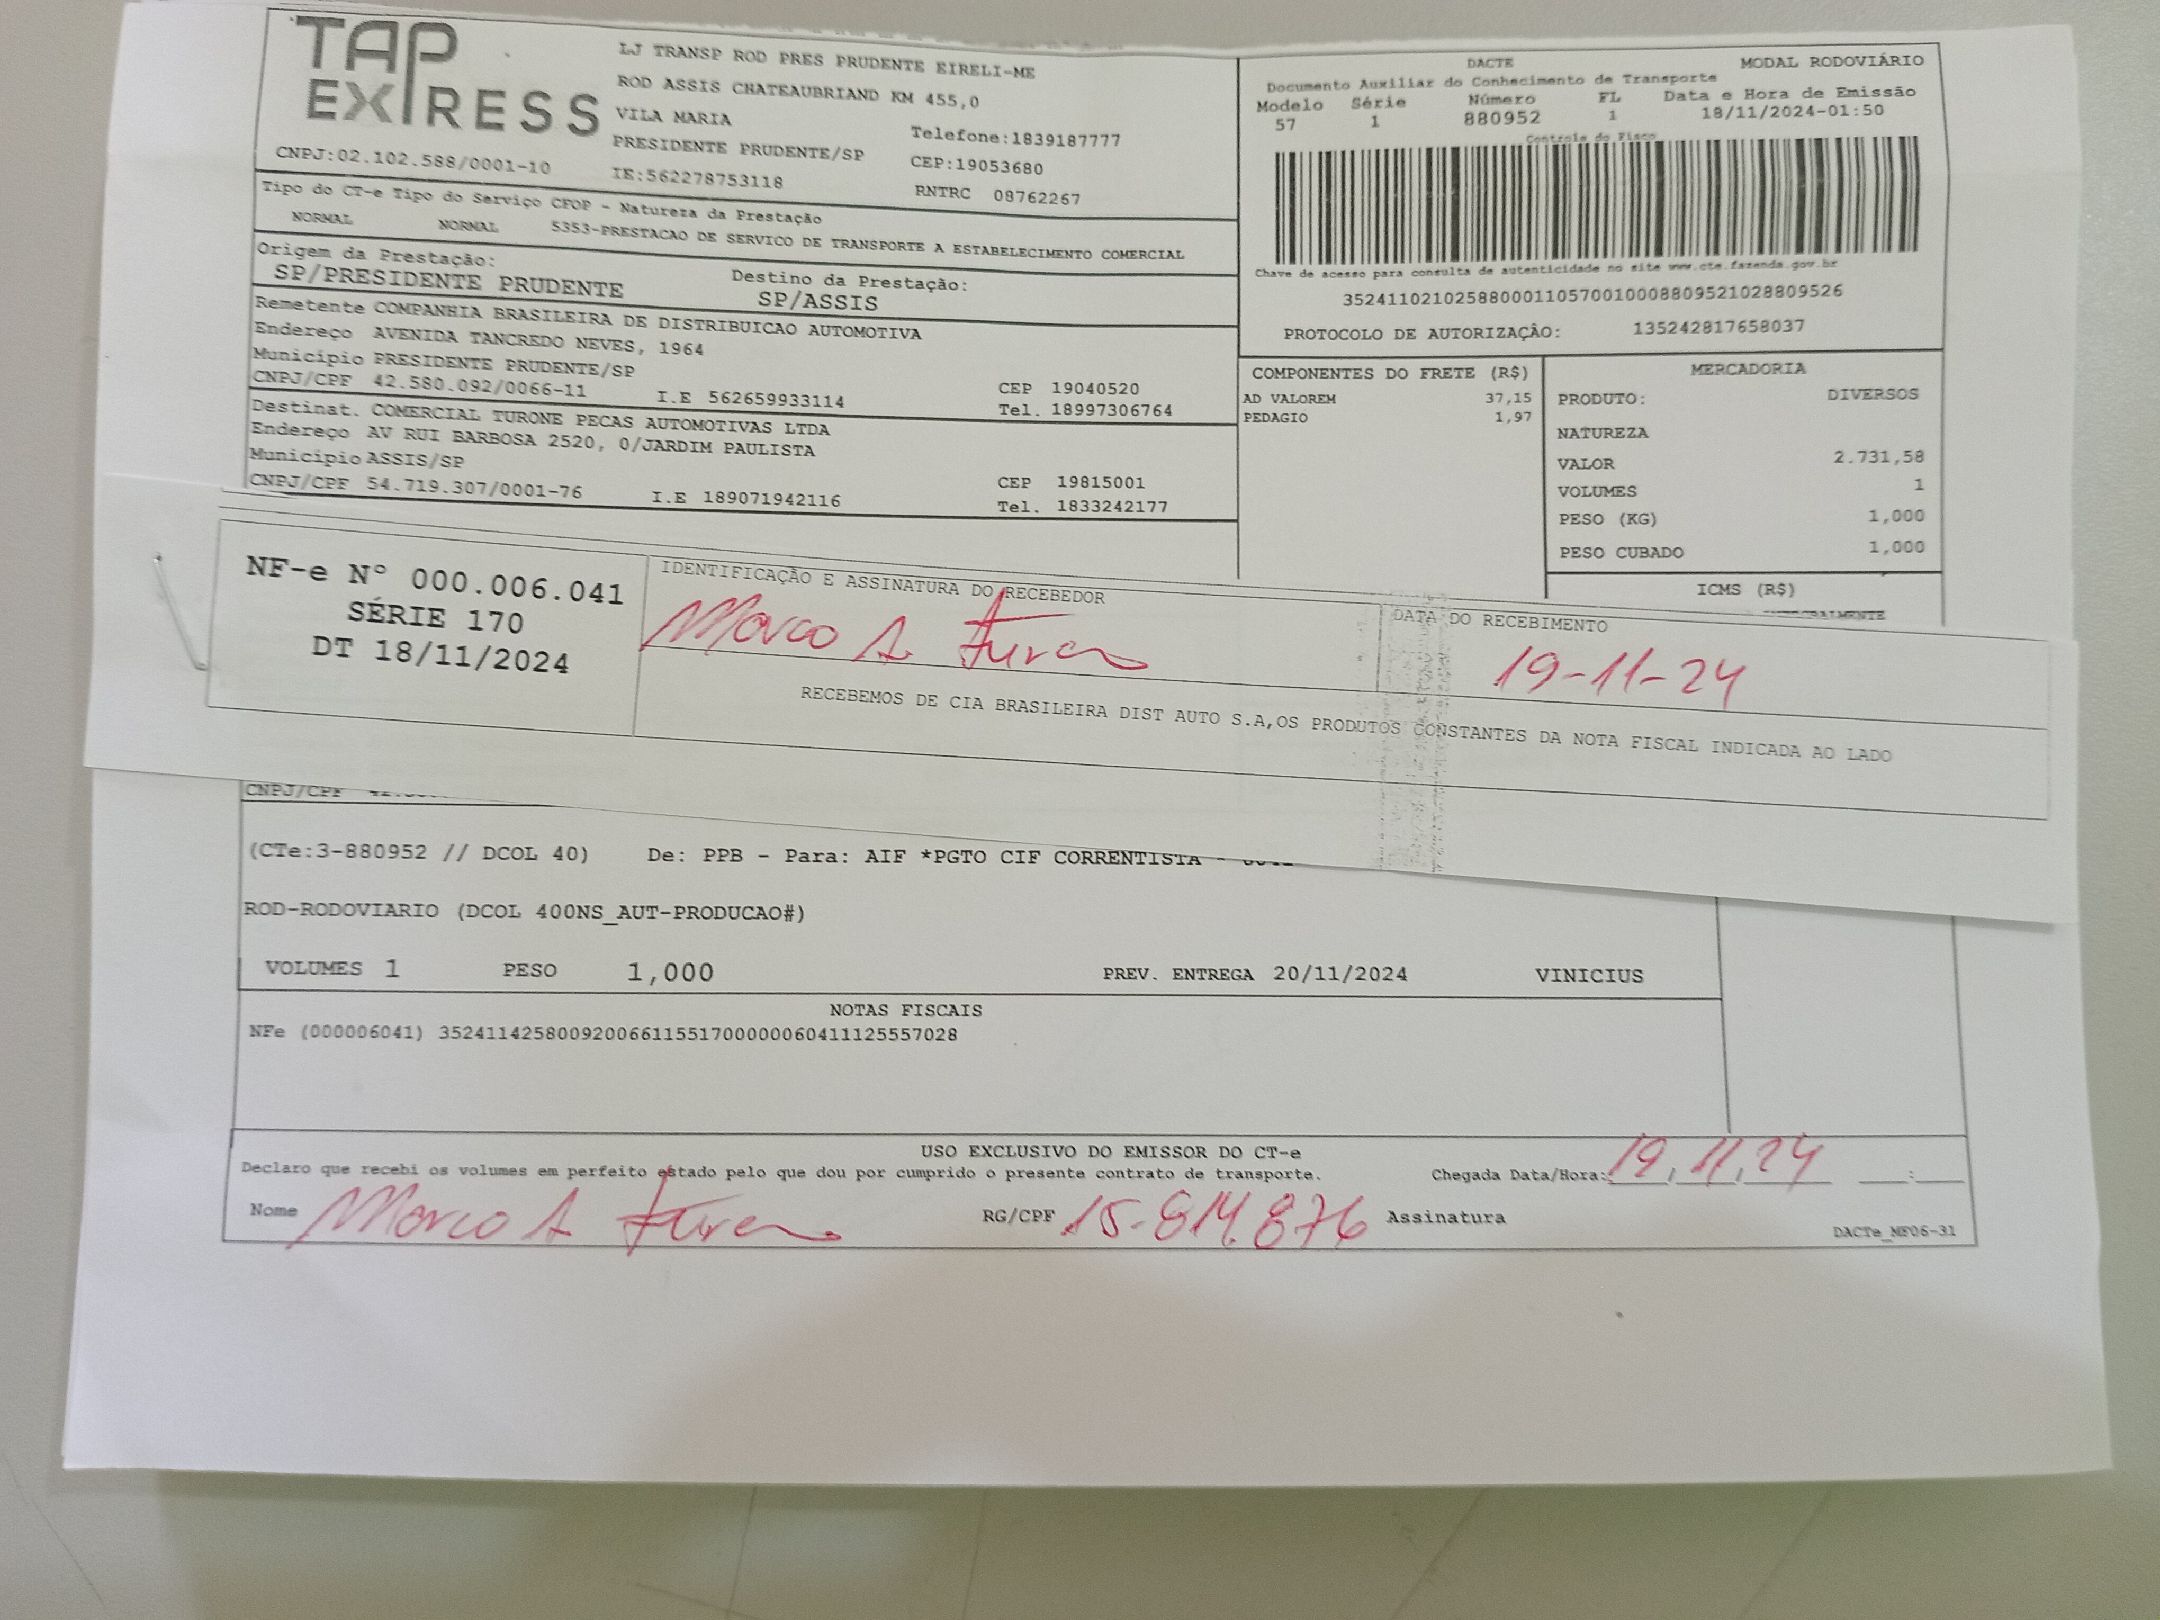 TAP EXPRESS
LJ TRANSP ROD PRES PRUDENTE EIRELI-ME
ROD ASSIS CHATEAUBRIAND KM 455,0
VILA MARIA
Telefone:1839187777
PRESIDENTE PRUDENTE/SP
CEP:19053680
CNPJ:02.102.588/0001-10
IE:562278753118
RNTRC 08762267
Tipo do CT-e Tipo do Serviço CFOP - Natureza da Prestação
NORMAL NORMAL 5353-PRESTACAO DE SERVICO DE TRANSPORTE A ESTABELECIMENTO COMERCIAL
Origem da Prestação:
SP/PRESIDENTE PRUDENTE
Destino da Prestação:
SP/ASSIS
Remetente COMPANHIA BRASILEIRA DE DISTRIBUICAO AUTOMOTIVA
Endereço AVENIDA TANCREDO NEVES, 1964
Município PRESIDENTE PRUDENTE/SP
CEP 19040520
CNPJ/CPF 42.580.092/0066-11 I.E 562659933114 Tel. 18997306764
Destinat. COMERCIAL TURONE PECAS AUTOMOTIVAS LTDA
Endereço AV RUI BARBOSA 2520, 0/JARDIM PAULISTA
Município ASSIS/SP
CEP 19815001
CNPJ/CPF 54.719.307/0001-76 I.E 189071942116 Tel. 1833242177
DACTE MODAL RODOVIÁRIO
Documento Auxiliar do Conhecimento de Transporte
Modelo Série Número FL Data e Hora de Emissão
57 1 880952 1 18/11/2024-01:50
Controle do Fisco
Chave de acesso para consulta de autenticidade no site www.cte.fazenda.gov.br
35241102102588000110570010008809521028809526
PROTOCOLO DE AUTORIZAÇÃO: 135242817658037
COMPONENTES DO FRETE (R$)
AD VALOREM 37,15
PEDAGIO 1,97
MERCADORIA
PRODUTO: DIVERSOS
NATUREZA
VALOR 2.731,58
VOLUMES 1
PESO (KG) 1,000
PESO CUBADO 1,000
ICMS (R$)
NF-e Nº 000.006.041
SÉRIE 170
DT 18/11/2024
IDENTIFICAÇÃO E ASSINATURA DO RECEBEDOR
Marco A.
DATA DO RECEBIMENTO
19-11-24
RECEBEMOS DE CIA BRASILEIRA DIST AUTO S.A,OS PRODUTOS CONSTANTES DA NOTA FISCAL INDICADA AO LADO
CNPJ/CPF
(CTe:3-880952 // DCOL 40) De: PPB - Para: AIF *PGTO CIF CORRENTISTA -
ROD-RODOVIARIO (DCOL 400NS_AUT-PRODUCAO#)
VOLUMES 1 PESO 1,000 PREV. ENTREGA 20/11/2024 VINICIUS
NOTAS FISCAIS
NFe (000006041) 35241142580092006611551700000060411125557028
USO EXCLUSIVO DO EMISSOR DO CT-e
Declaro que recebi os volumes em perfeito estado pelo que dou por cumprido o presente contrato de transporte. Chegada Data/Hora: 19,11,24
Nome Marco A. RG/CPF 15-814.876 Assinatura
DACTe_MF06-31